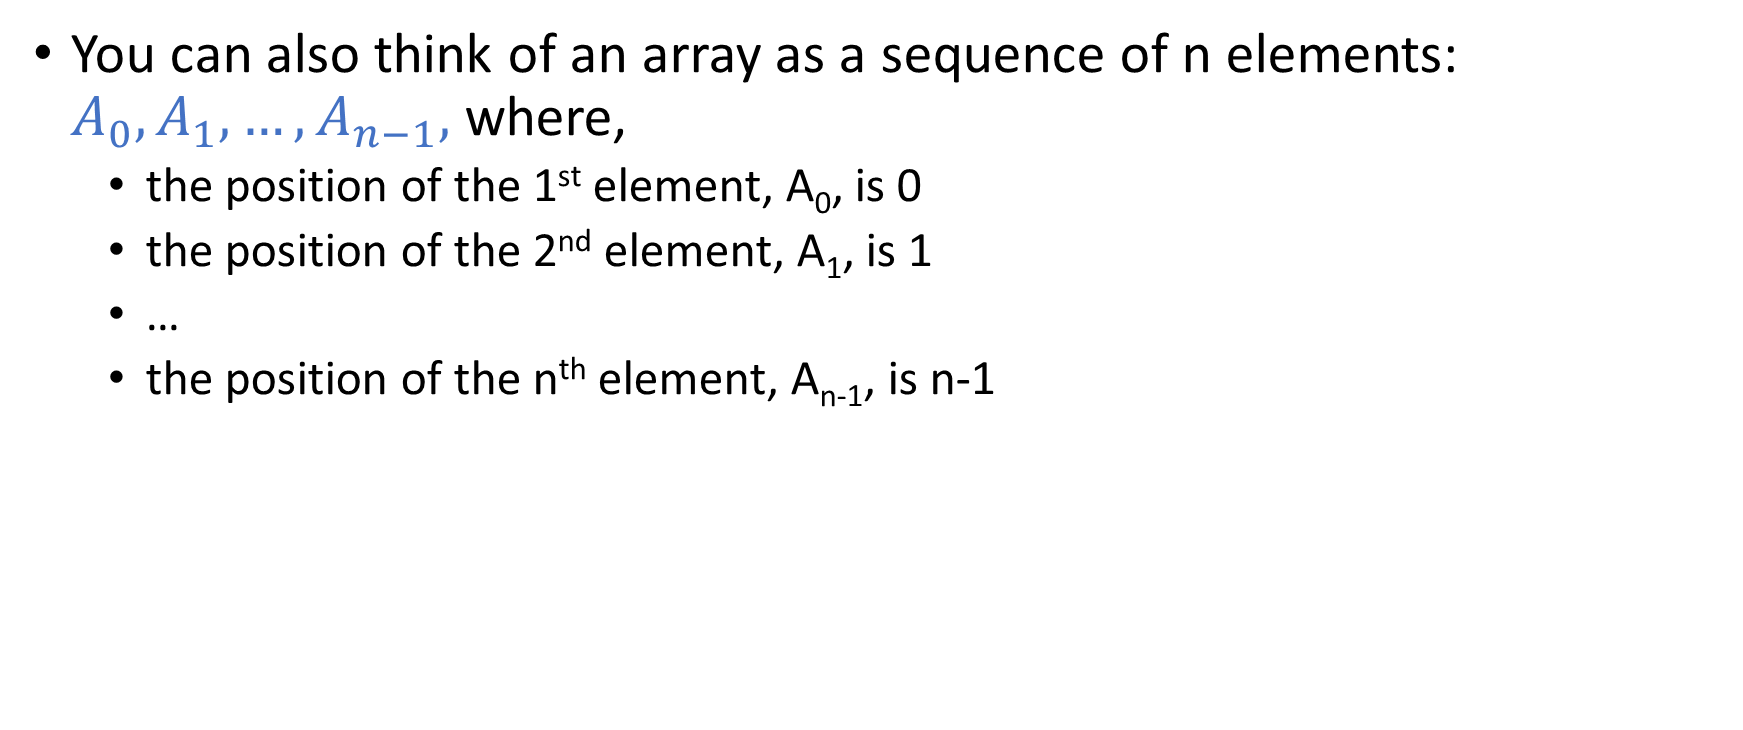 • You can also think of an array as a sequence of n elements:
A₀, A₁, … , Aₙ₋₁, where,
• the position of the 1ˢᵗ element, A₀, is 0
• the position of the 2ⁿᵈ element, A₁, is 1
• …
• the position of the nᵗʰ element, Aₙ₋₁, is n-1